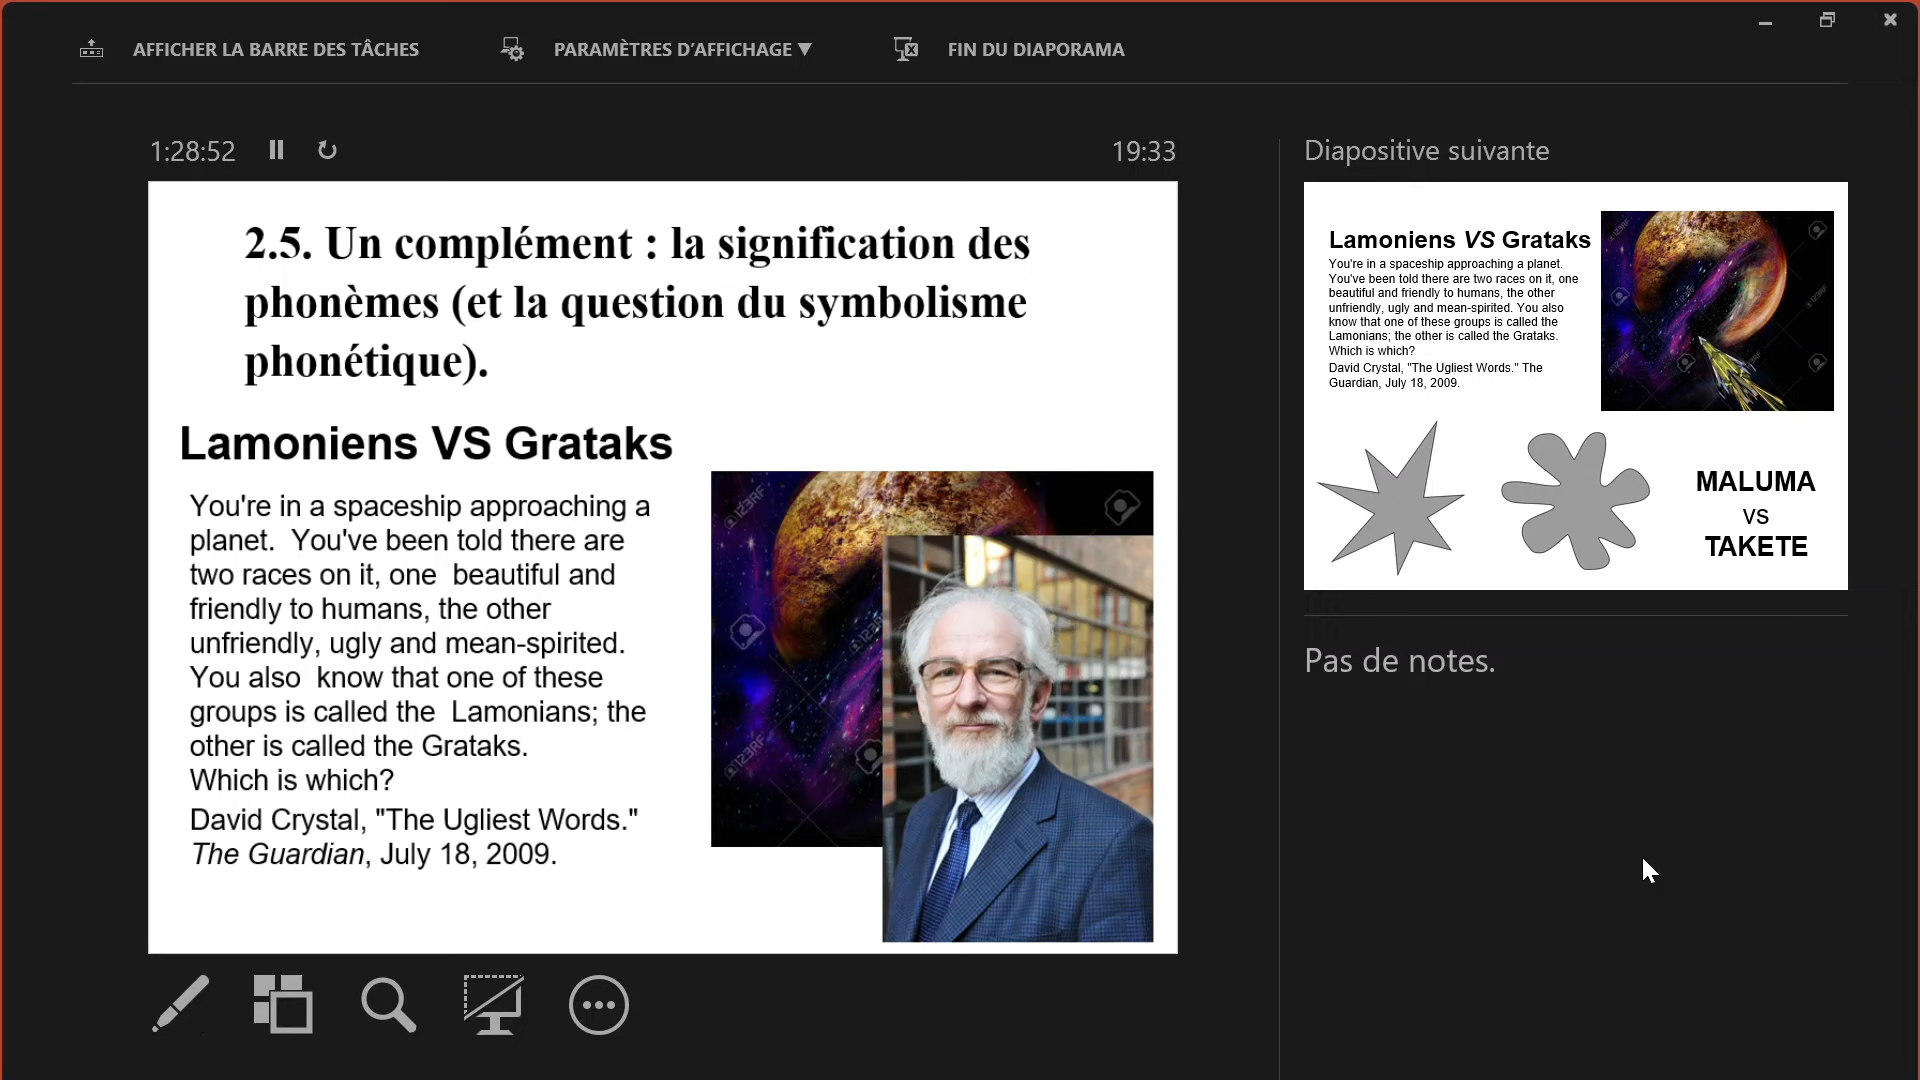 AFFICHER LA BARRE DES TÂCHES
PARAMÈTRES D'AFFICHAGE ▼
FIN DU DIAPORAMA
1:28:52
19:33
2.5. Un complément : la signification des
phonèmes (et la question du symbolisme
phonétique).
Lamoniens VS Grataks
You're in a spaceship approaching a
planet. You've been told there are
two races on it, one beautiful and
friendly to humans, the other
unfriendly, ugly and mean-spirited.
You also know that one of these
groups is called the Lamonians; the
other is called the Grataks.
Which is which?
David Crystal, "The Ugliest Words."
The Guardian, July 18, 2009.
123RF
123RF
123RF
123RF
Diapositive suivante
Lamoniens VS Grataks
You're in a spaceship approaching a planet.
You've been told there are two races on it, one
beautiful and friendly to humans, the other
unfriendly, ugly and mean-spirited. You also
know that one of these groups is called the
Lamonians; the other is called the Grataks.
Which is which?
David Crystal, "The Ugliest Words." The
Guardian, July 18, 2009.
MALUMA
VS
TAKETE
Pas de notes.